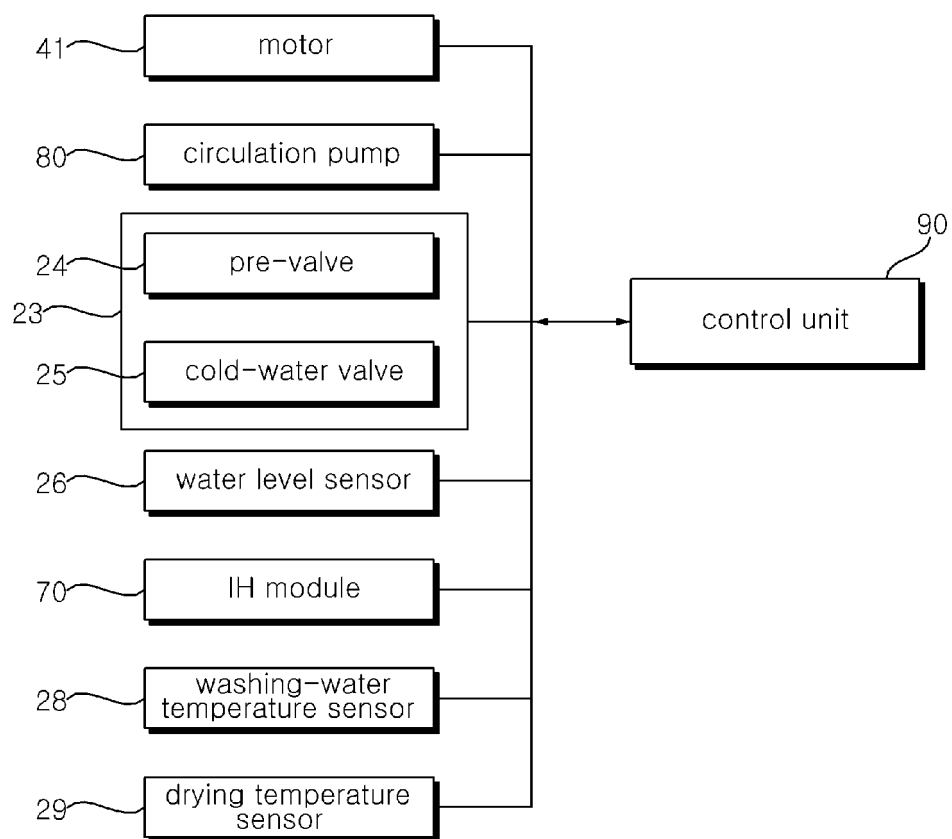 41
motor
80
circulation pump
90
24
pre-valve
23
control unit
25
cold-water valve
26
water level sensor
70
IH module
28
washing-water
temperature sensor
29
drying temperature
sensor